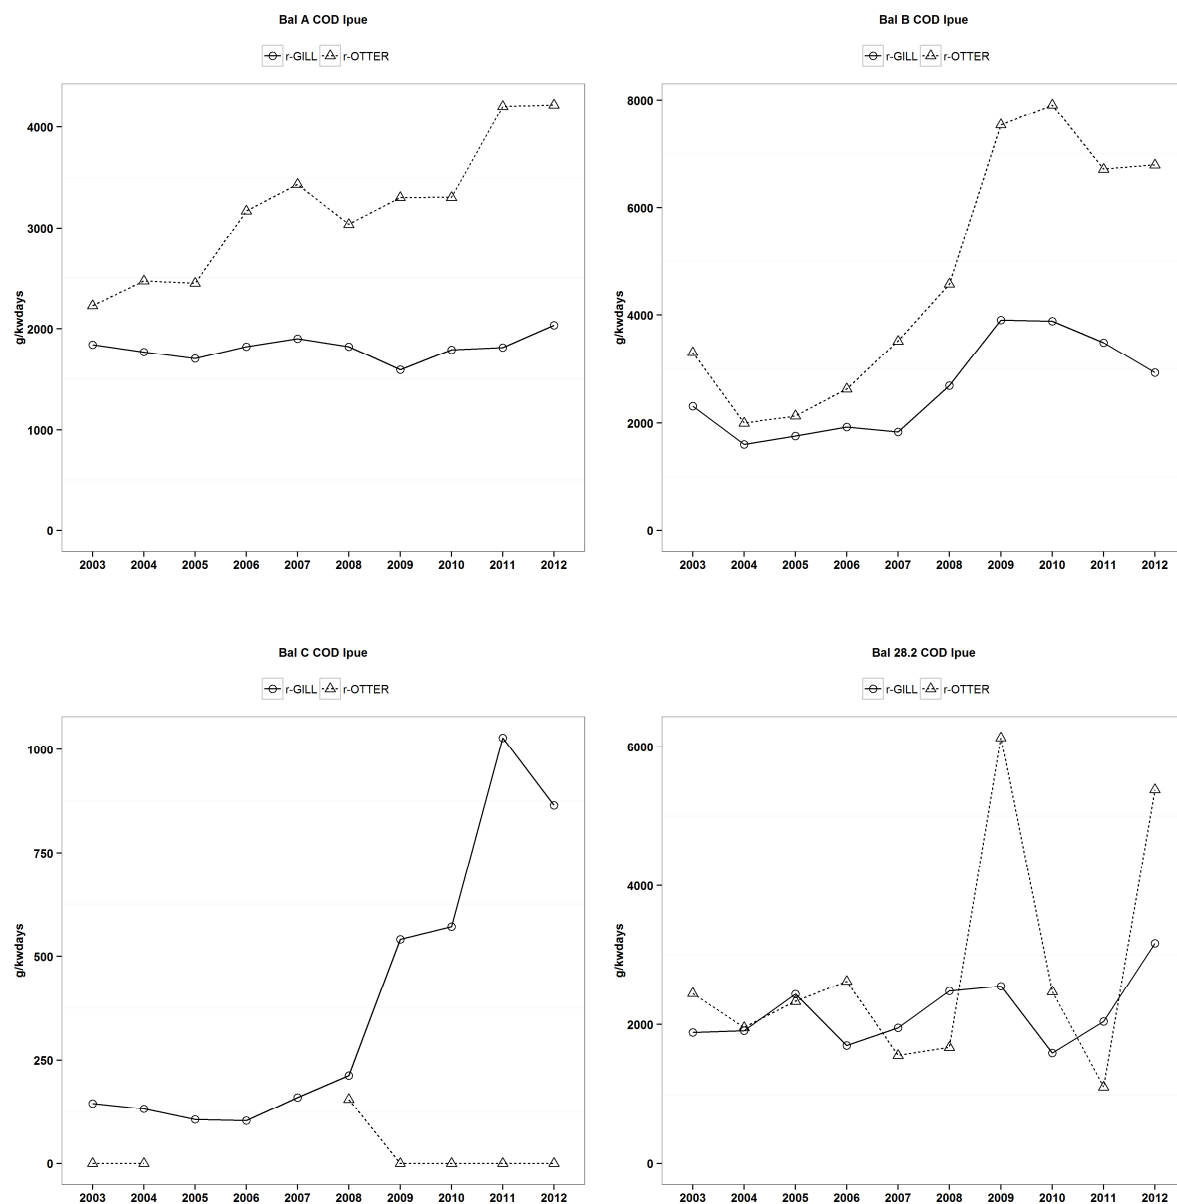 Bal A COD lpue
r-GILL r-OTTER
g/kwdays
4000
3000
2000
1000
0
2003 2004 2005 2006 2007 2008 2009 2010 2011 2012
Bal B COD lpue
r-GILL r-OTTER
g/kwdays
8000
6000
4000
2000
0
2003 2004 2005 2006 2007 2008 2009 2010 2011 2012
Bal C COD lpue
r-GILL r-OTTER
g/kwdays
1000
750
500
250
0
2003 2004 2005 2006 2007 2008 2009 2010 2011 2012
Bal 28.2 COD lpue
r-GILL r-OTTER
g/kwdays
6000
4000
2000
0
2003 2004 2005 2006 2007 2008 2009 2010 2011 2012